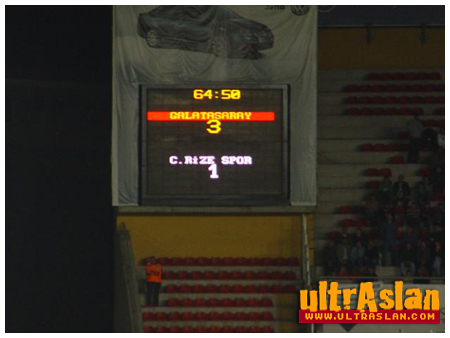 64:50
GALATASARAY
3
C.RİZE SPOR
1
ultrAslan
WWW.ULTRASLAN.COM